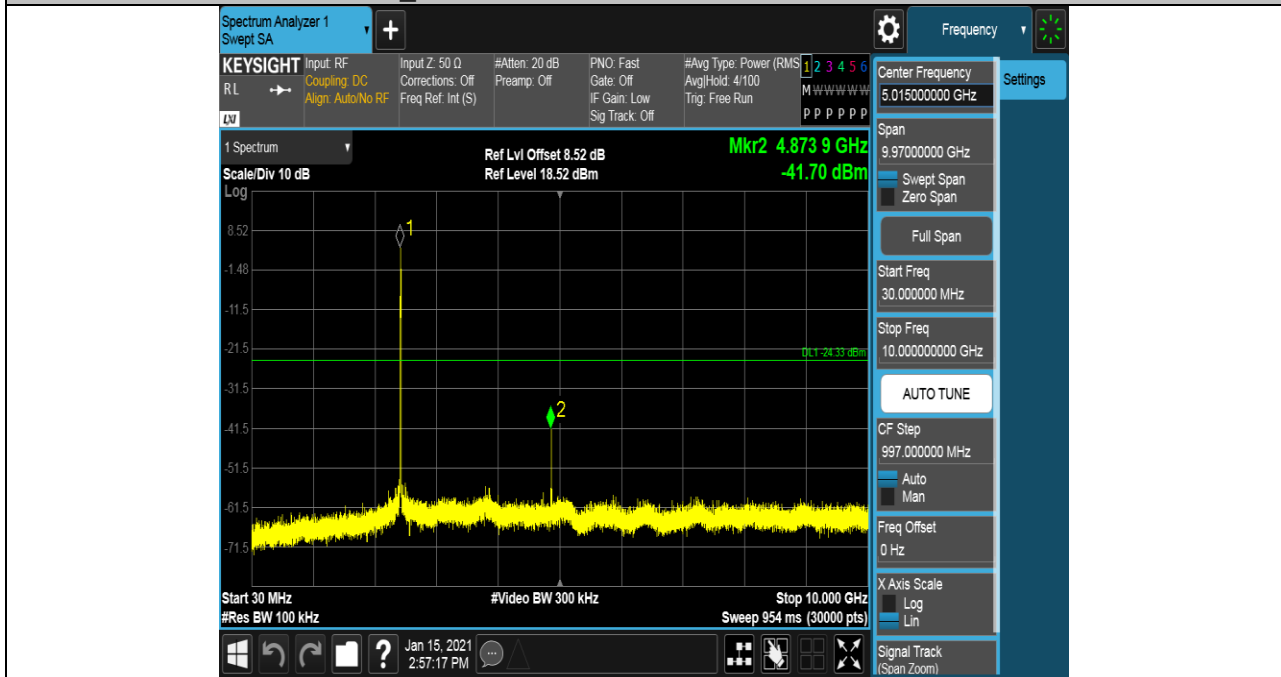 Spectrum Analyzer 1
Swept SA
+
Frequency
KEYSIGHT
RL
LXI
Input: RF
Coupling: DC
Align: Auto/No RF
Input Z: 50 Ω
Corrections: Off
Freq Ref: Int (S)
#Atten: 20 dB
Preamp: Off
PNO: Fast
Gate: Off
IF Gain: Low
Sig Track: Off
#Avg Type: Power (RMS
Avg|Hold: 4/100
Trig: Free Run
1 2 3 4 5 6
M W W W W W
P P P P P P
1 Spectrum
Scale/Div 10 dB
Ref Lvl Offset 8.52 dB
Ref Level 18.52 dBm
Mkr2 4.873 9 GHz
-41.70 dBm
Log
8.52
-1.48
-11.5
-21.5
-31.5
-41.5
-51.5
-61.5
-71.5
1
2
DL1 -24.33 dBm
Start 30 MHz
#Res BW 100 kHz
#Video BW 300 kHz
Stop 10.000 GHz
Sweep 954 ms (30000 pts)
?
Jan 15, 2021
2:57:17 PM
Center Frequency
5.015000000 GHz
Settings
Span
9.97000000 GHz
Swept Span
Zero Span
Full Span
Start Freq
30.000000 MHz
Stop Freq
10.000000000 GHz
AUTO TUNE
CF Step
997.000000 MHz
Auto
Man
Freq Offset
0 Hz
X Axis Scale
Log
Lin
Signal Track
(Span Zoom)